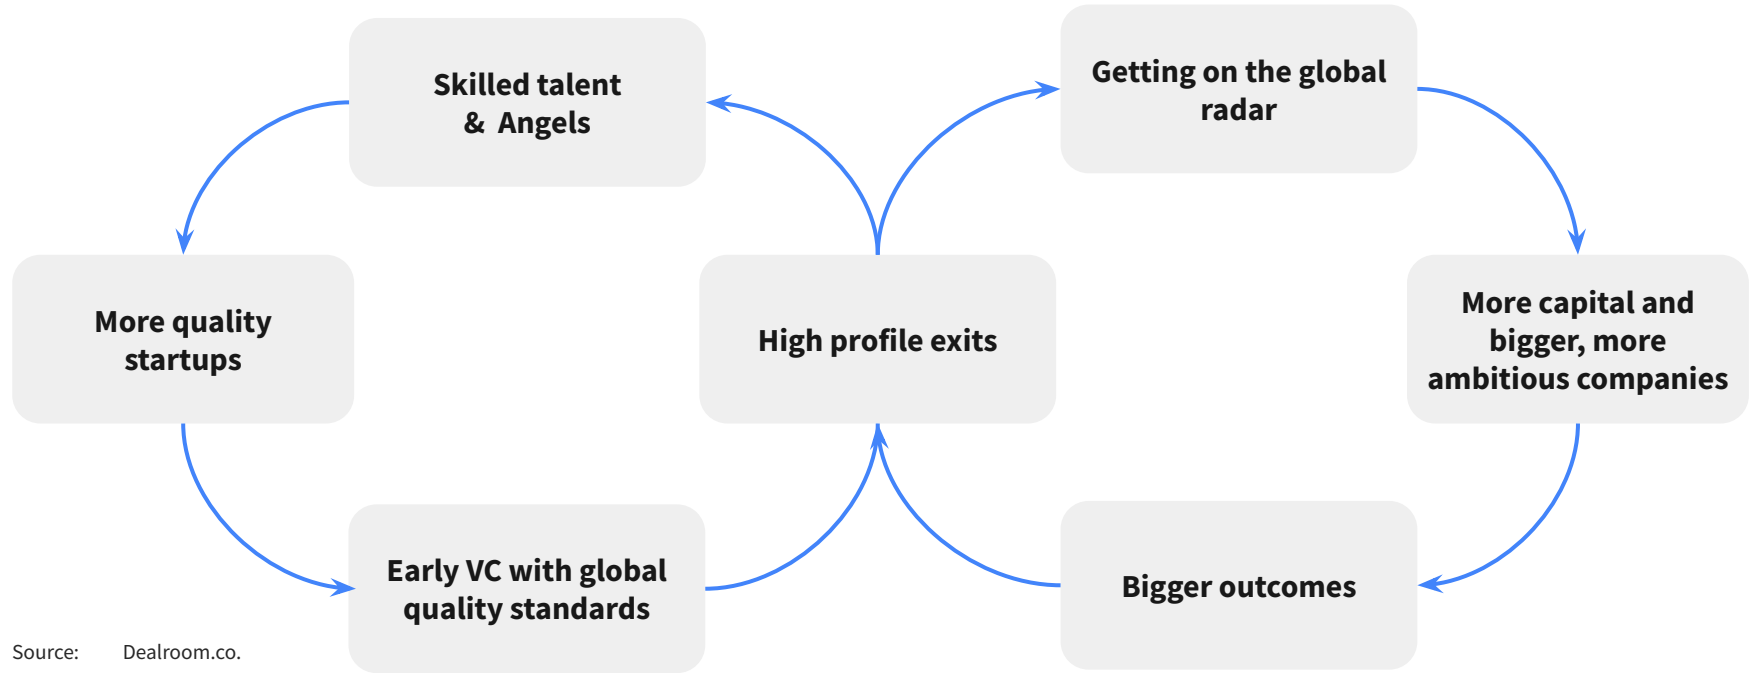 Skilled talent
& Angels
Getting on the global
radar
More quality
startups
High profile exits
More capital and
bigger, more
ambitious companies
Early VC with global
quality standards
Bigger outcomes
Source: Dealroom.co.